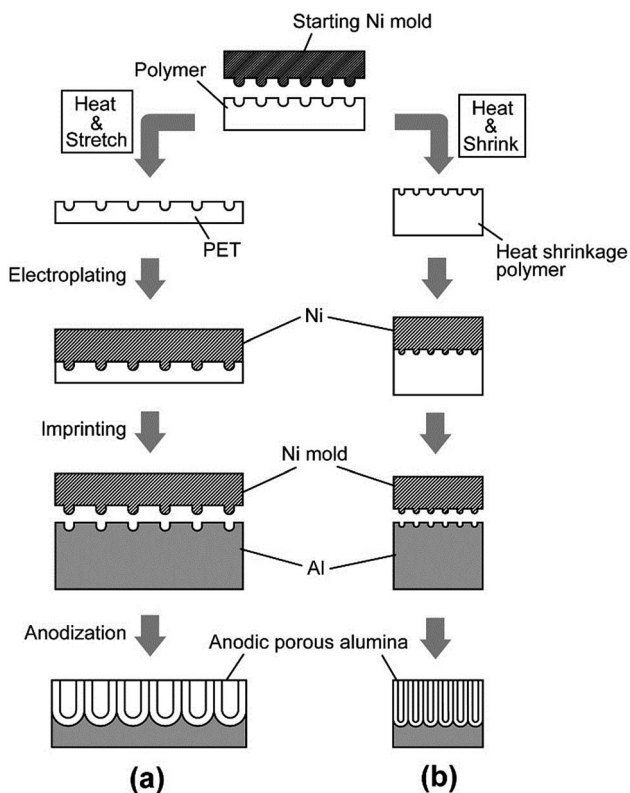 Starting Ni mold
Polymer
Heat
&
Stretch
Heat
&
Shrink
PET
Heat shrinkage
polymer
Electroplating
Ni
Imprinting
Ni mold
Al
Anodization
Anodic porous alumina
(a)
(b)